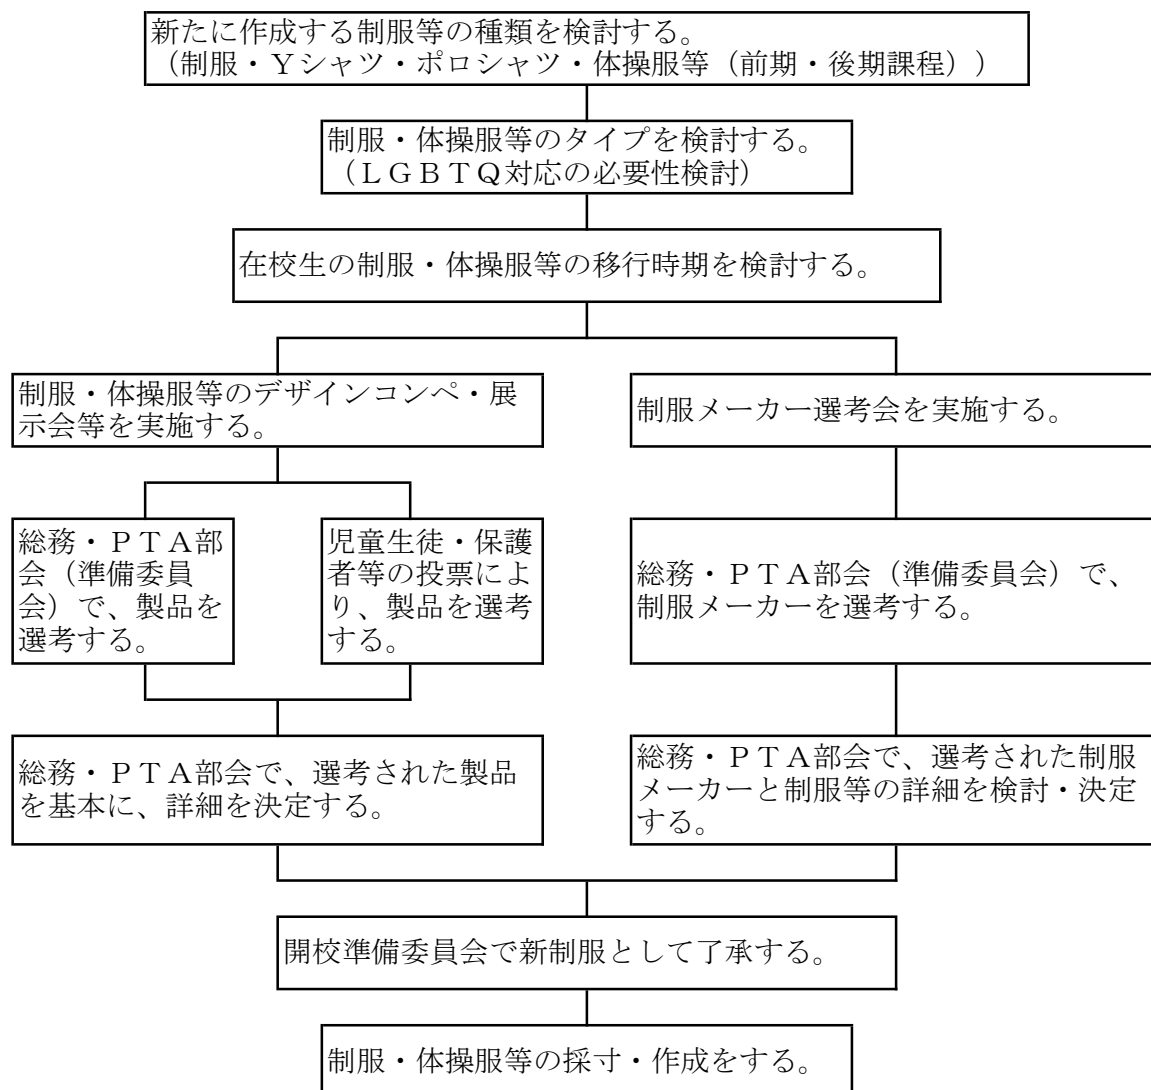 新たに作成する制服等の種類を検討する。
（制服・Ｙシャツ・ポロシャツ・体操服等（前期・後期課程））
制服・体操服等のタイプを検討する。
（ＬＧＢＴＱ対応の必要性検討）
在校生の制服・体操服等の移行時期を検討する。
制服・体操服等のデザインコンペ・展
示会等を実施する。
制服メーカー選考会を実施する。
総務・ＰＴＡ部
会（準備委員
会）で、製品を
選考する。
児童生徒・保護
者等の投票によ
り、製品を選考
する。
総務・ＰＴＡ部会（準備委員会）で、
制服メーカーを選考する。
総務・ＰＴＡ部会で、選考された製品
を基本に、詳細を決定する。
総務・ＰＴＡ部会で、選考された制服
メーカーと制服等の詳細を検討・決定
する。
開校準備委員会で新制服として了承する。
制服・体操服等の採寸・作成をする。